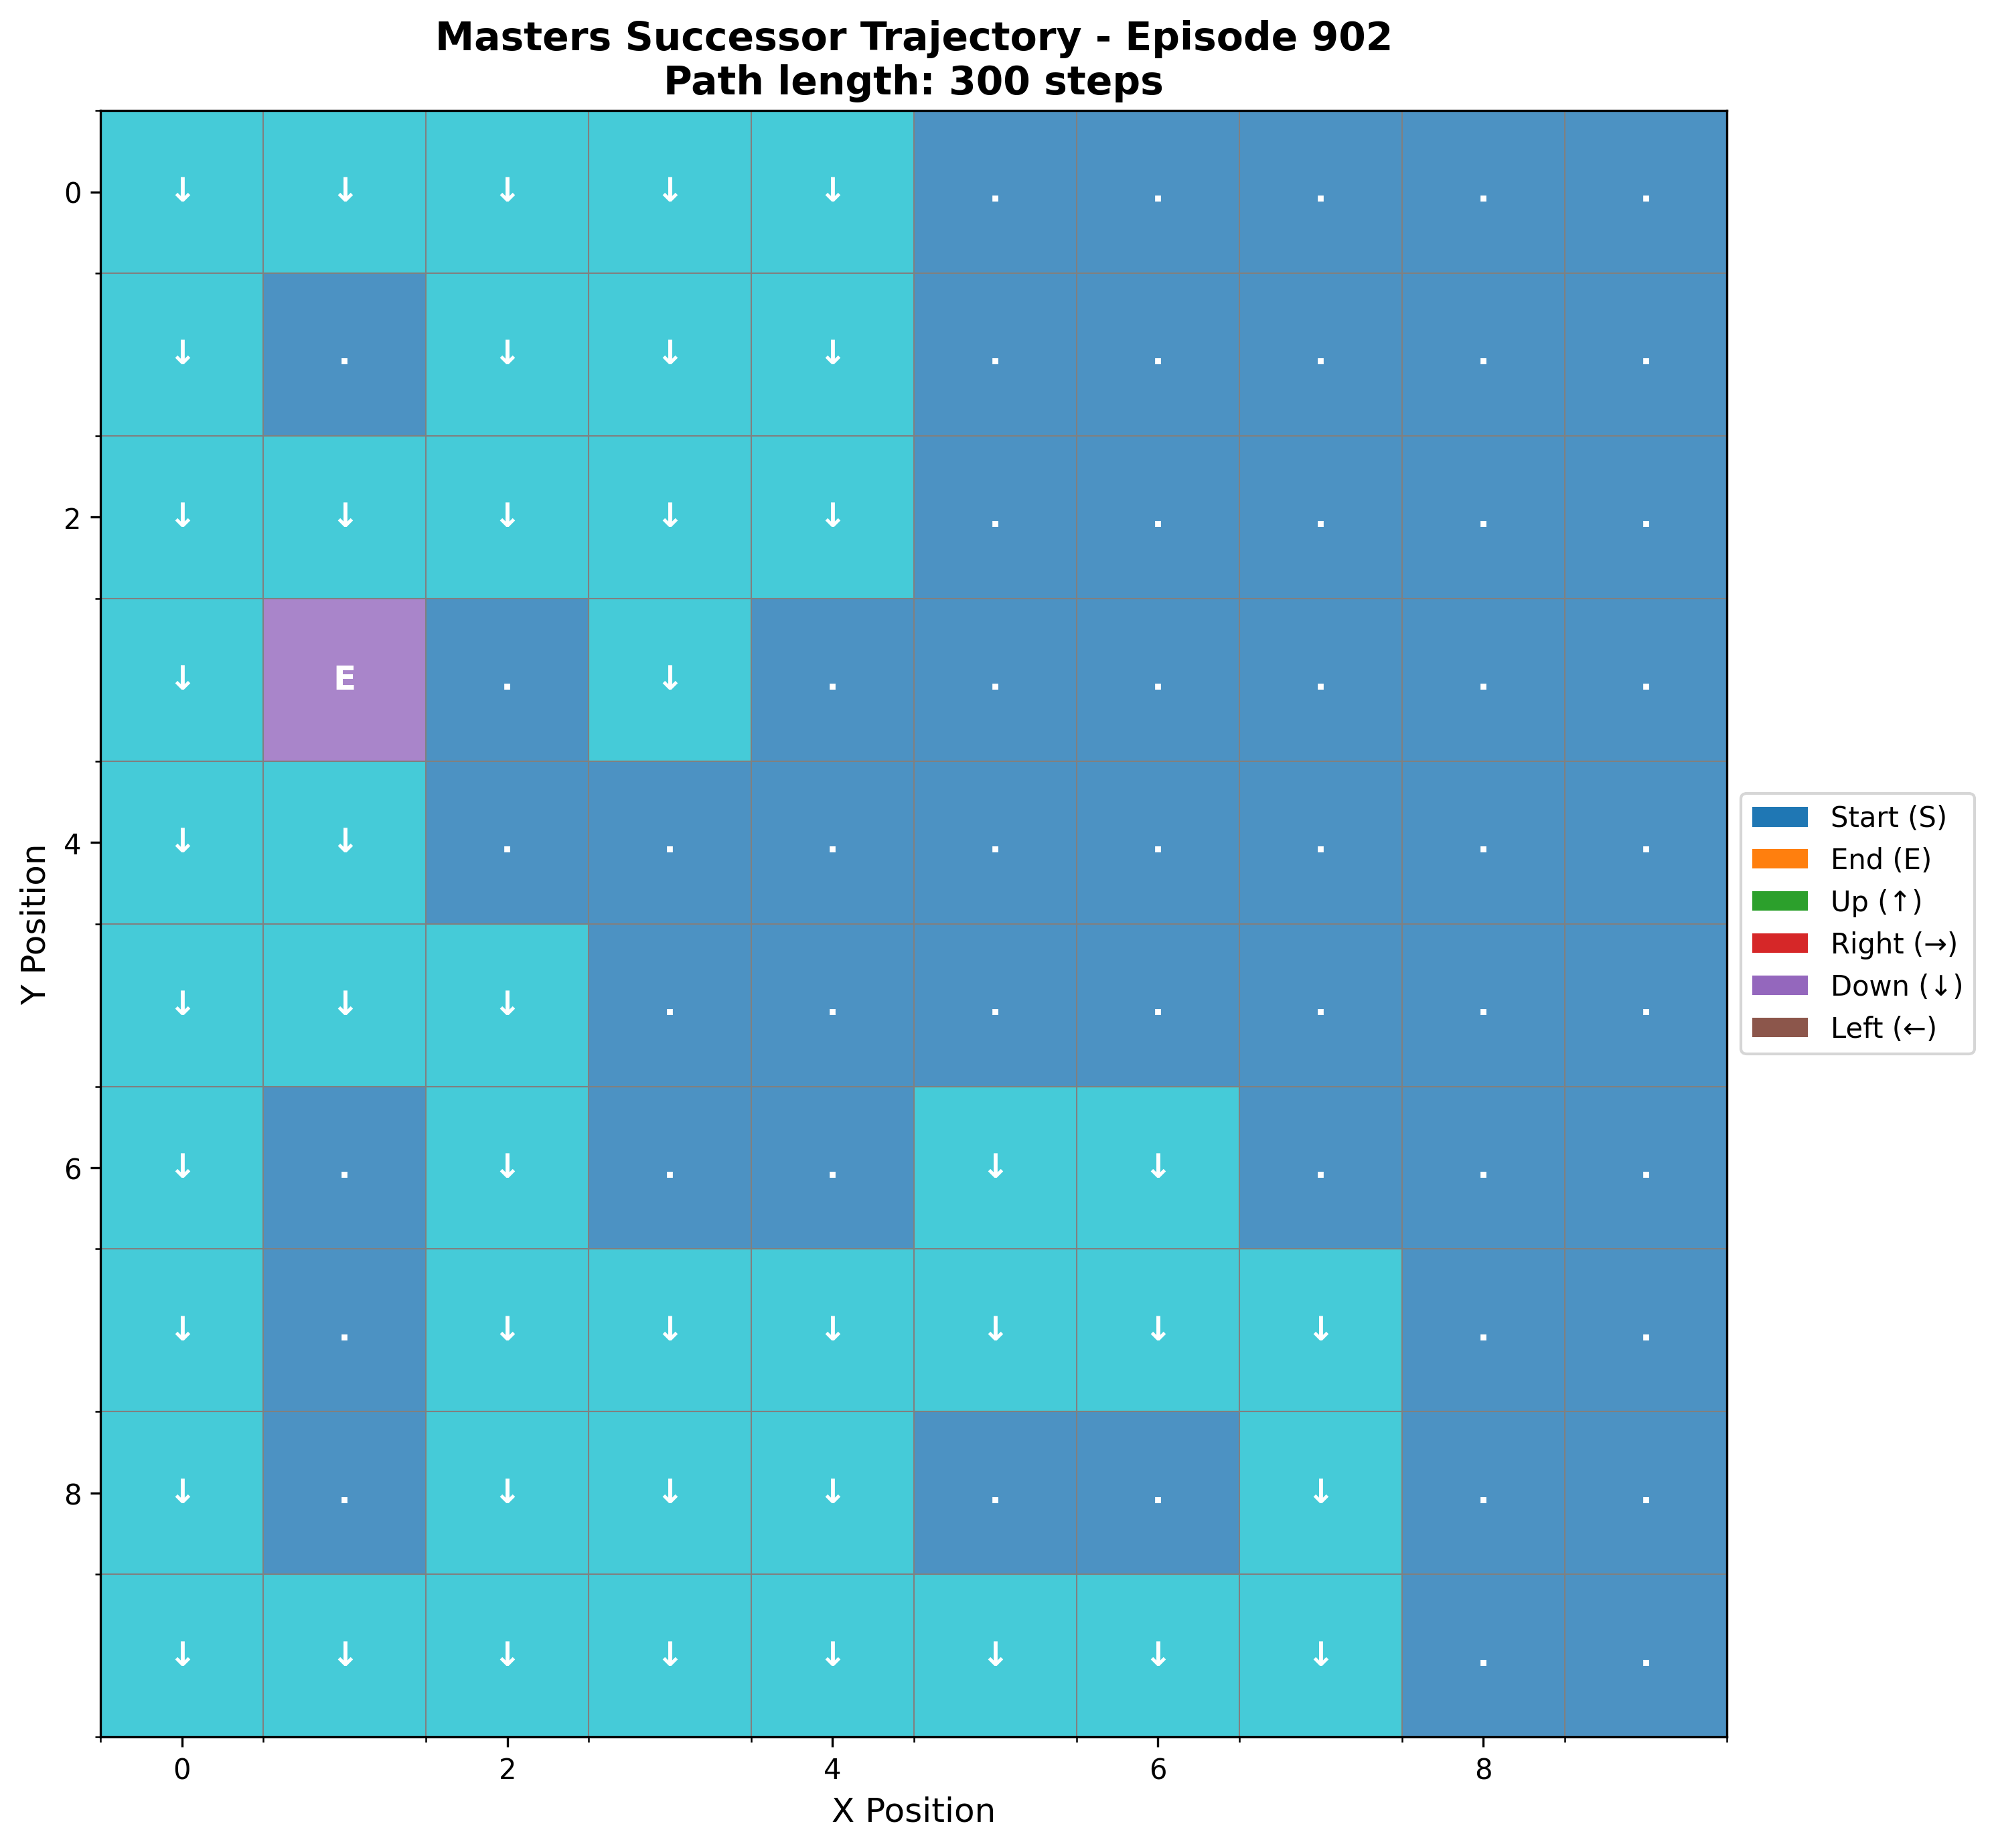 Masters Successor Trajectory - Episode 902
Path length: 300 steps
0 ↓ ↓ ↓ ↓ ↓ . . . . .
↓ . ↓ ↓ ↓ . . . . .
2 ↓ ↓ ↓ ↓ ↓ . . . . .
↓ E . ↓ . . . . . .
4 ↓ ↓ . . . . . . . .
↓ ↓ ↓ . . . . . . .
6 ↓ . ↓ . . ↓ ↓ . . .
↓ . ↓ ↓ ↓ ↓ ↓ ↓ . .
8 ↓ . ↓ ↓ ↓ . . ↓ . .
↓ ↓ ↓ ↓ ↓ ↓ ↓ ↓ . .
0 2 4 6 8
X Position
Y Position
Start (S)
End (E)
Up (↑)
Right (→)
Down (↓)
Left (←)